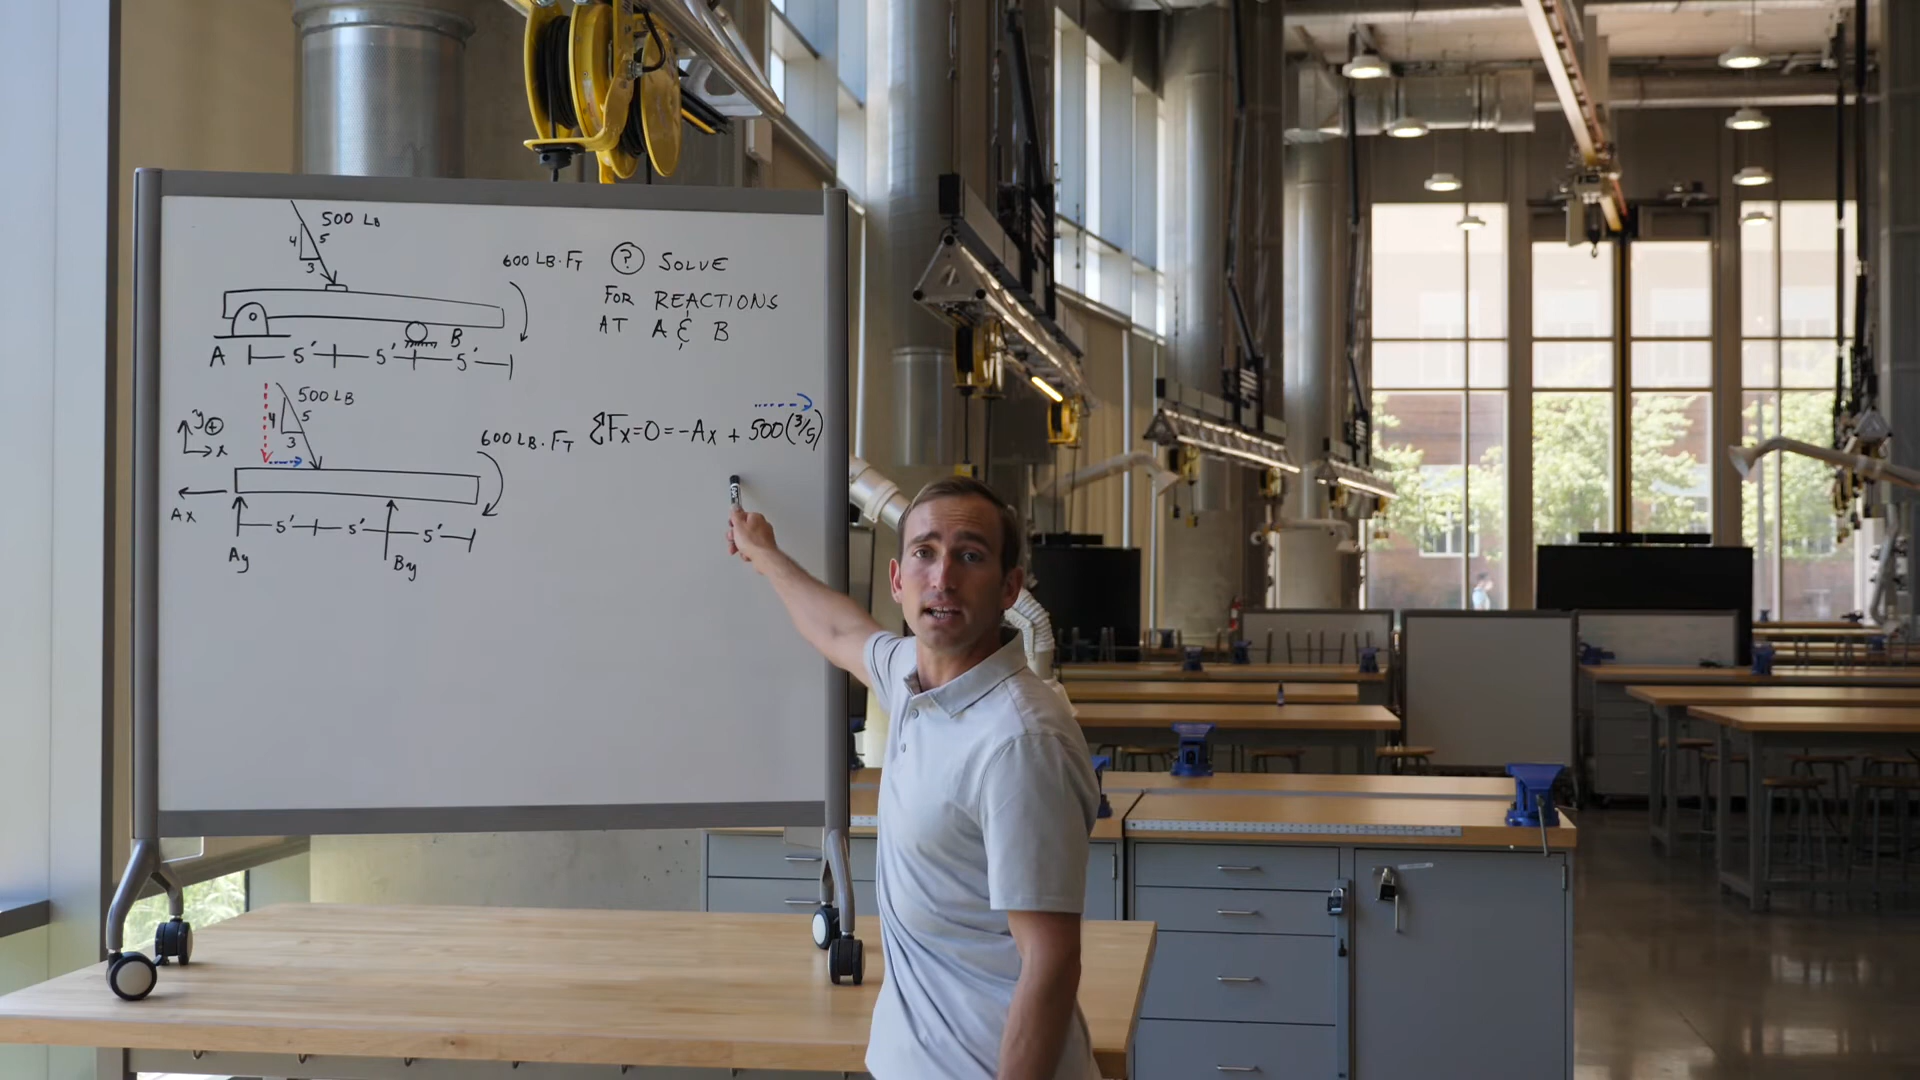 500 LB
4
5
3
600 LB·FT
? SOLVE
FOR REACTIONS
AT A & B
A
B
5' 5' 5'
500 LB
4
5
3
y +
x
600 LB·FT
ΣFx=0=-Ax + 500(3/5)
Ax
5' 5' 5'
Ay
By